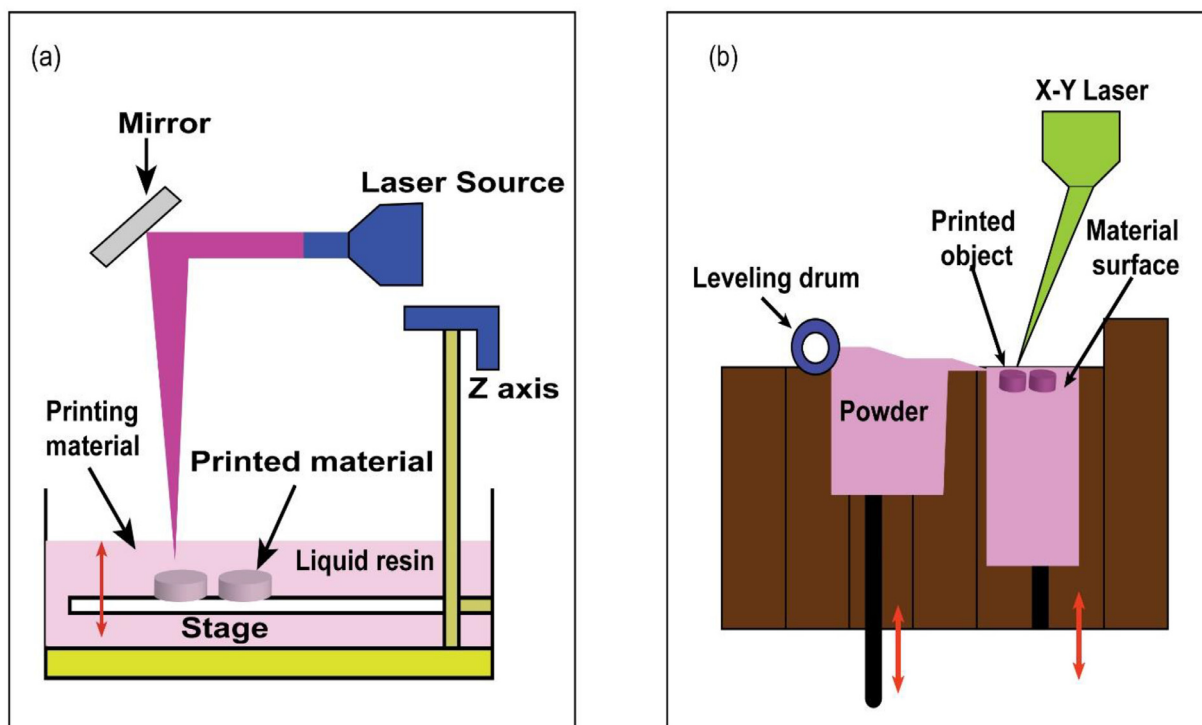 (a)
Mirror
Laser Source
Z axis
Printing
material
Printed material
Liquid resin
Stage
(b)
X-Y Laser
Printed
object
Material
surface
Leveling drum
Powder